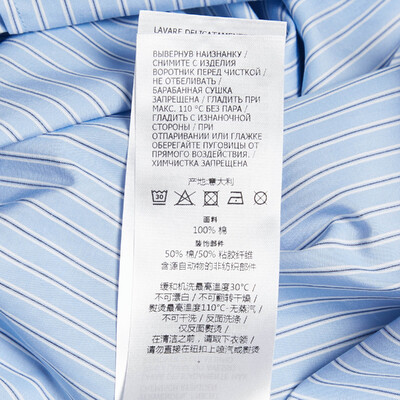 LAVARE DELICATAMENTE
ВЫВЕРНУВ НАИЗНАНКУ /
СНИМИТЕ С ИЗДЕЛИЯ
ВОРОТНИК ПЕРЕД ЧИСТКОЙ /
НЕ ОТБЕЛИВАТЬ /
БАРАБАННАЯ СУШКА
ЗАПРЕЩЕНА / ГЛАДИТЬ ПРИ
МАКС. 110 °C БЕЗ ПАРА /
ГЛАДИТЬ С ИЗНАНОЧНОЙ
СТОРОНЫ / ПРИ
ОТПАРИВАНИИ ИЛИ ГЛАЖКЕ
ОБЕРЕГАЙТЕ ПУГОВИЦЫ ОТ
ПРЯМОГО ВОЗДЕЙСТВИЯ. /
ХИМЧИСТКА ЗАПРЕЩЕНА
产地:意大利
30
面料
100% 棉
装饰部件
50% 棉/50% 粘胶纤维
含源自动物的非纺织部件
缓和机洗最高温度30°C /
不可漂白 / 不可翻转干燥 /
熨烫最高温度110°-无蒸汽 /
不可干洗 / 反面洗涤 /
仅反面熨烫 /
在清洁之前，请取下衣领 /
请勿直接在纽扣上喷汽或熨烫